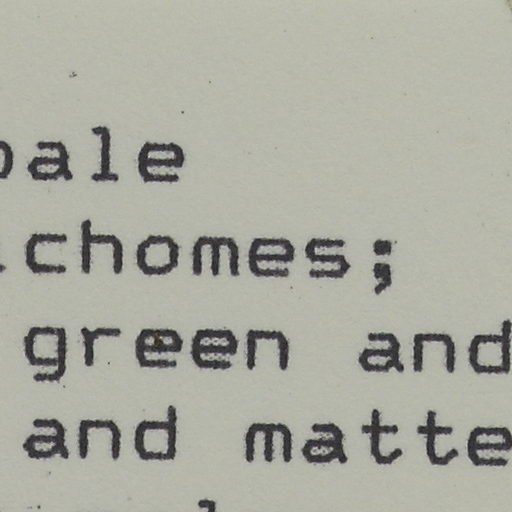 pale
chomes;
green and
and matte